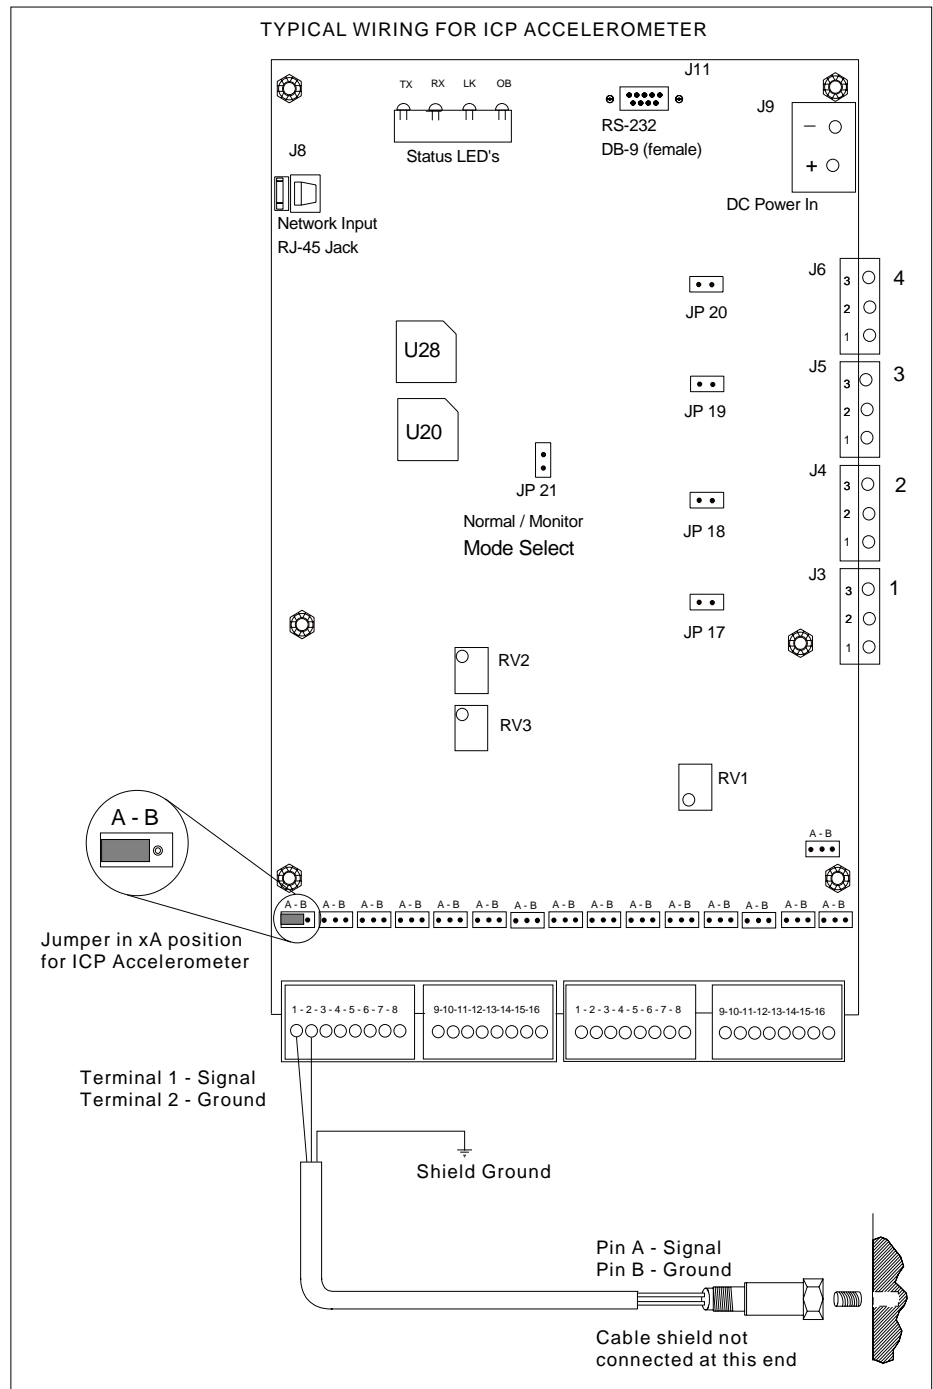 TYPICAL WIRING FOR ICP ACCELEROMETER
J11
TX RX LK OB
J9
−
+
RS-232
DB-9 (female)
Status LED's
J8
DC Power In
Network Input
RJ-45 Jack
J6
3
2
1
4
JP 20
U28
J5
3
2
1
3
JP 19
U20
J4
3
2
1
2
JP 21
Normal / Monitor
Mode Select
JP 18
J3
3
2
1
1
JP 17
RV2
RV3
RV1
A - B
A - B
A - B A - B A - B A - B A - B A - B A - B A - B A - B A - B A - B A - B A - B A - B A - B
Jumper in xA position
for ICP Accelerometer
1 - 2 - 3 - 4 - 5 - 6 - 7 - 8
9-10-11-12-13-14-15-16
1 - 2 - 3 - 4 - 5 - 6 - 7 - 8
9-10-11-12-13-14-15-16
Terminal 1 - Signal
Terminal 2 - Ground
Shield Ground
Pin A - Signal
Pin B - Ground
Cable shield not
connected at this end